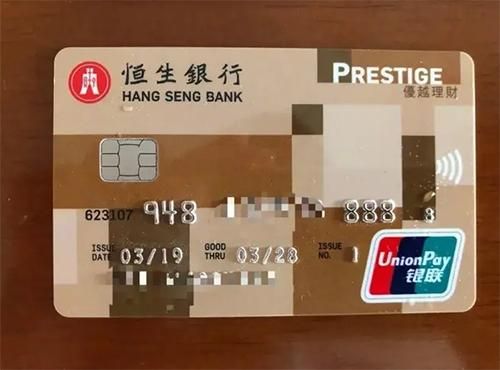 恒生銀行
HANG SENG BANK
PRESTIGE
優越理財
623107 948 888 8
ISSUE DATE 03/19 GOOD THRU 03/28 ISSUE NO. 1
UnionPay
银联